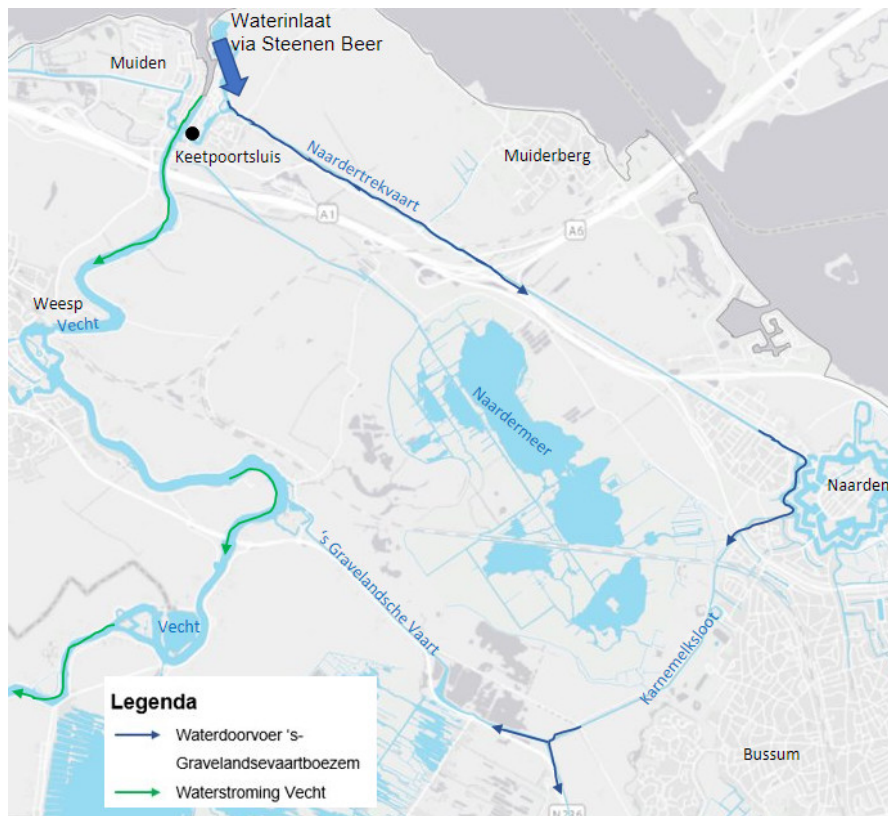 Waterinlaat
via Steenen Beer
Muiden
Keetpoortsluis
Muiderberg
Naardertrekvaart
A1
A6
Weesp
Vecht
Naardermeer
Naarden
's Gravelandsche Vaart
Vecht
Karnemelksloot
Bussum
N236
Legenda
Waterdoorvoer 's-
Gravelandsevaartboezem
Waterstroming Vecht